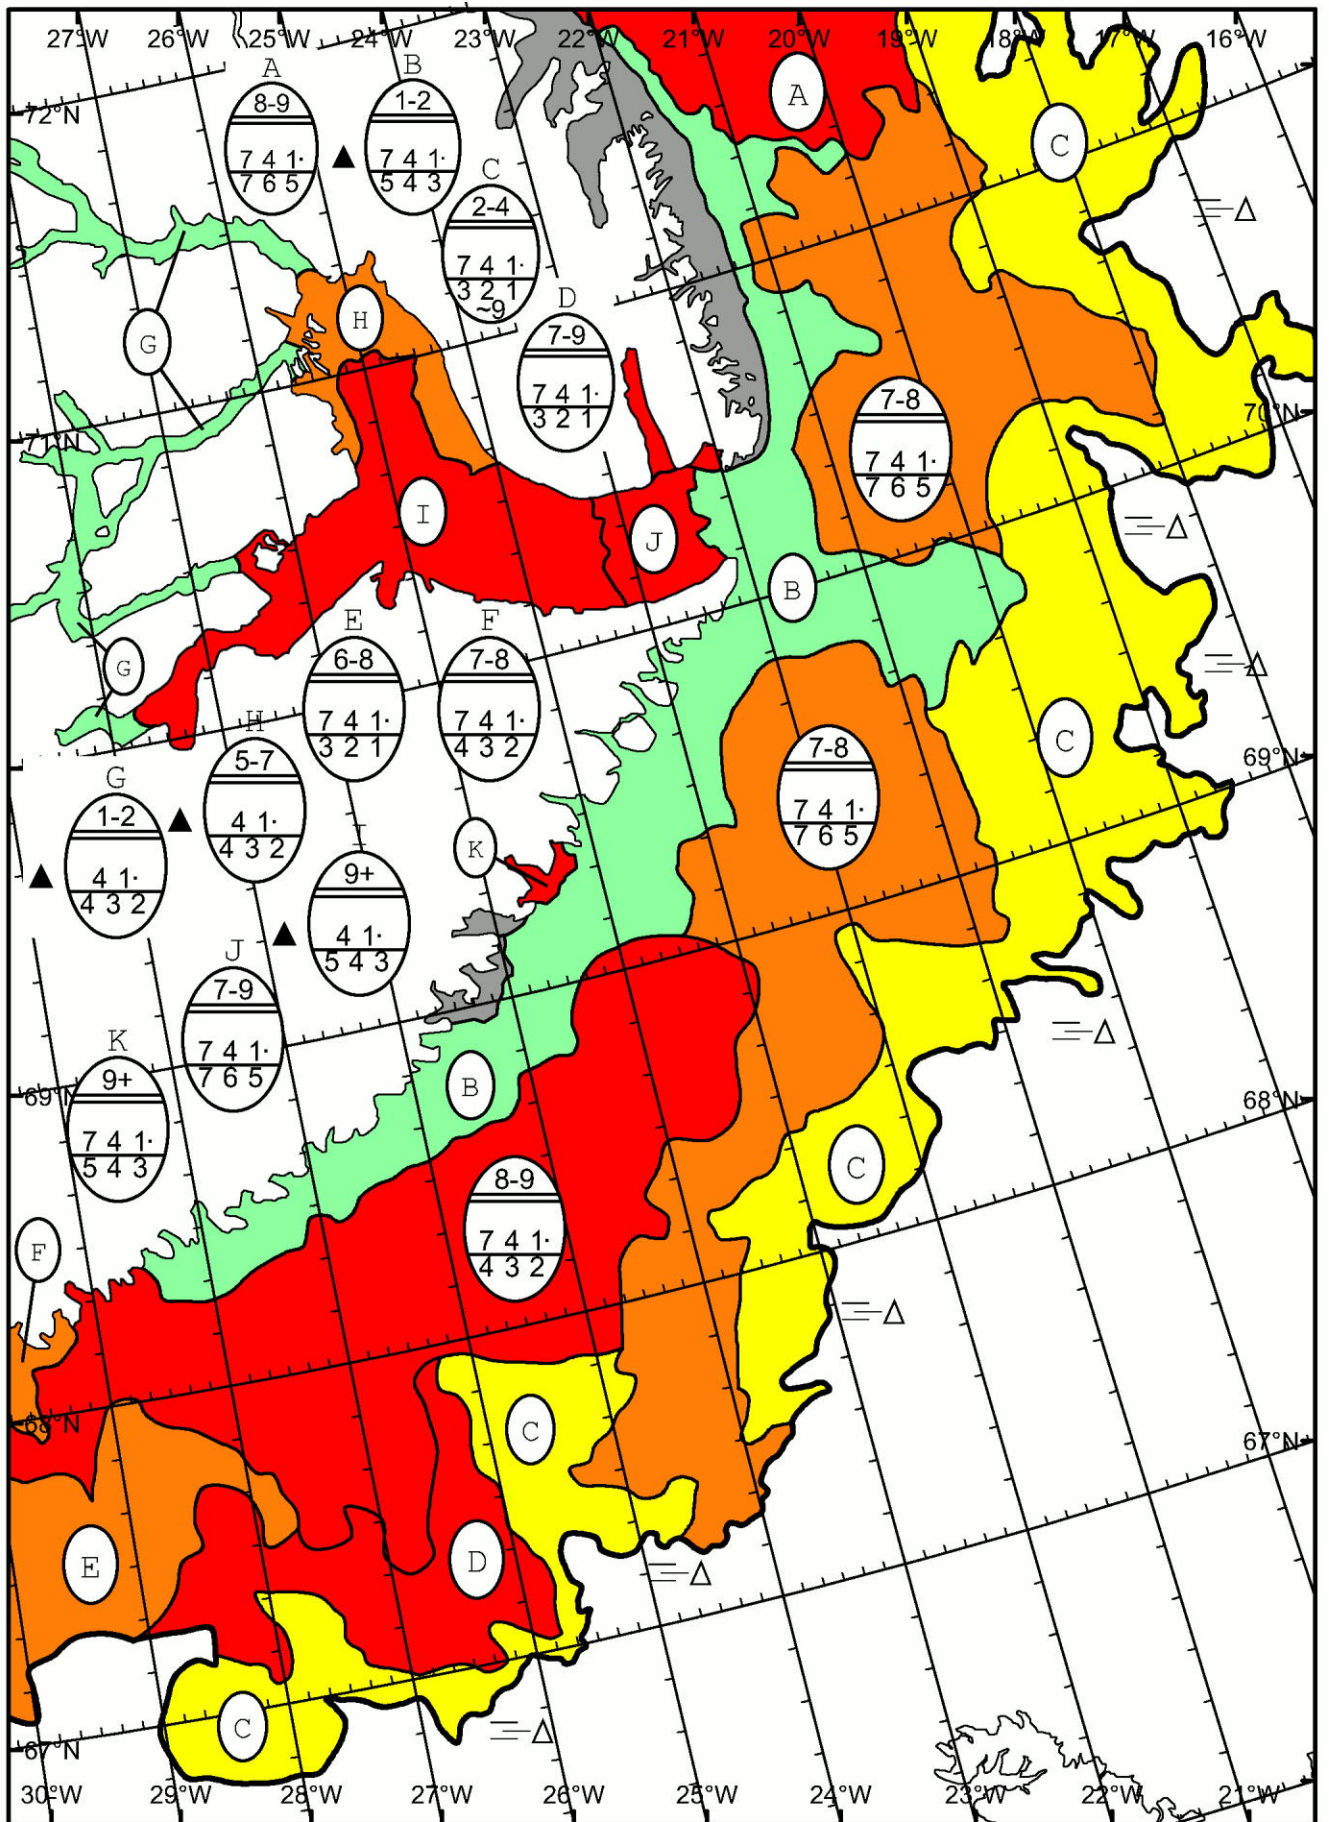 27°W 26°W 25°W 24°W 23°W 22°W 21°W 20°W 19°W 18°W 17°W 16°W
A
8-9
7 4 1·
7 6 5
B
1-2
7 4 1·
5 4 3
C
2-4
7 4 1·
3 2 1
~9
D
7-9
7 4 1·
3 2 1
A
C
72°N
H
G
7-8
7 4 1·
7 6 5
70°N
71°N
I
J
B
G
E
6-8
7 4 1·
3 2 1
F
7-8
7 4 1·
4 3 2
C
69°N
H
5-7
4 1·
4 3 2
G
1-2
4 1·
4 3 2
7-8
7 4 1·
7 6 5
K
I
9+
4 1·
5 4 3
J
7-9
7 4 1·
7 6 5
K
9+
7 4 1·
5 4 3
69°N
68°N
B
C
8-9
7 4 1·
4 3 2
F
68°N
C
67°N
E
D
C
67°N
30°W 29°W 28°W 27°W 26°W 25°W 24°W 23°W 22°W 21°W